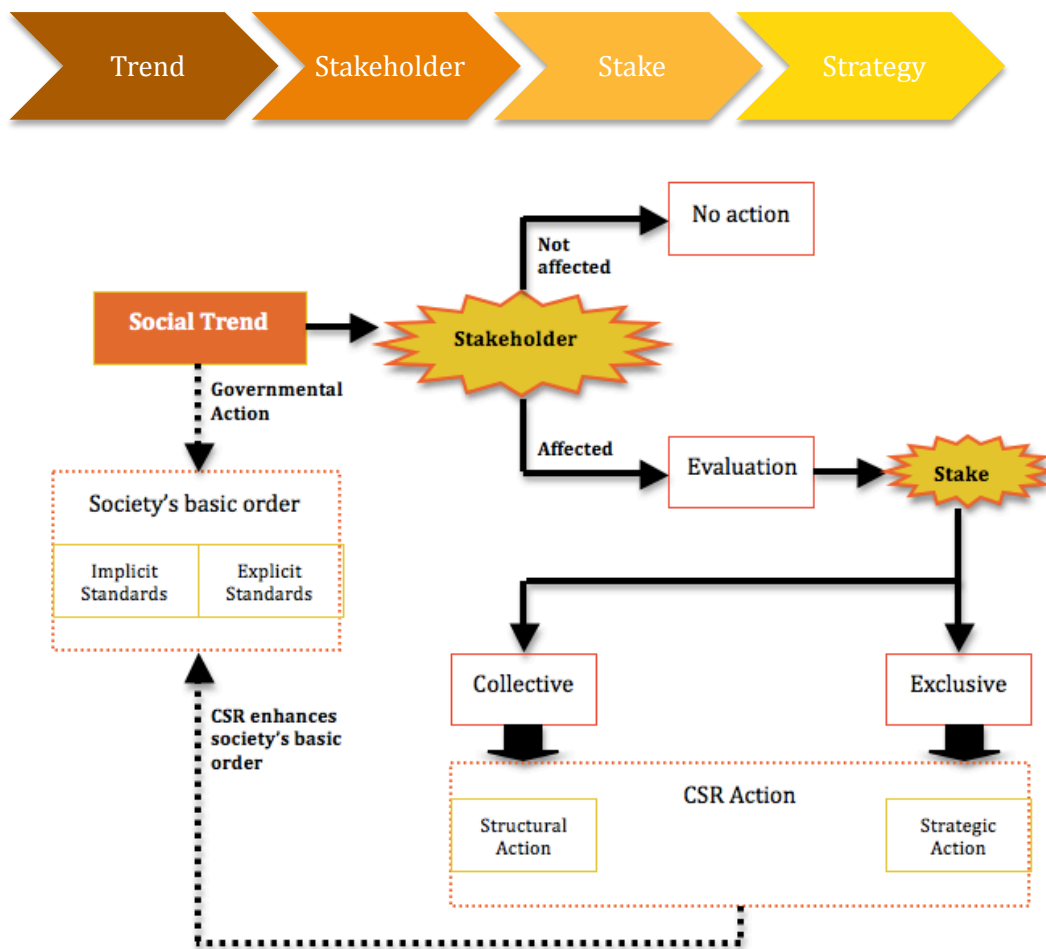 Trend
Stakeholder
Stake
Strategy
No action
Not
affected
Social Trend
Stakeholder
Governmental
Action
Affected
Evaluation
Stake
Society's basic order
Implicit
Standards
Explicit
Standards
Collective
Exclusive
CSR enhances
society's basic
order
CSR Action
Structural
Action
Strategic
Action